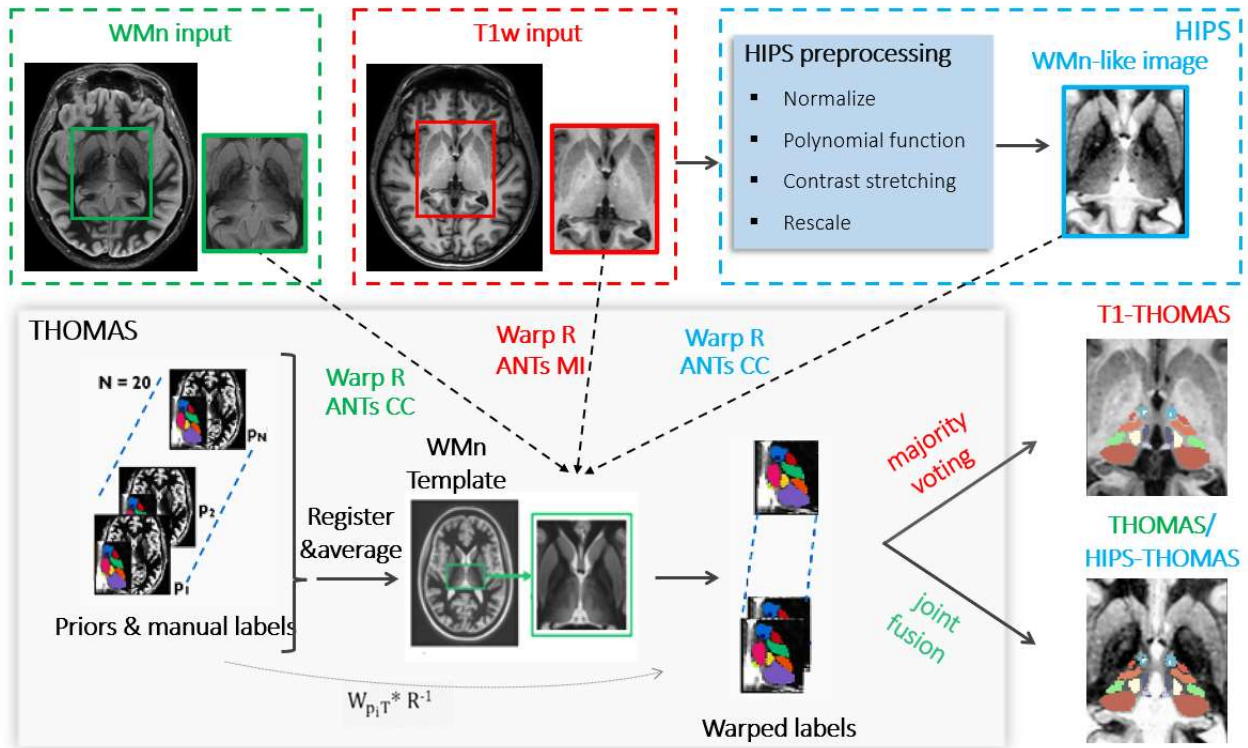 WMn input
T1w input
HIPS
WMn-like image
HIPS preprocessing
▪ Normalize
▪ Polynomial function
▪ Contrast stretching
▪ Rescale
THOMAS
N = 20
pN
p2
p1
Priors & manual labels
Warp R
ANTs CC
Warp R
ANTs MI
Warp R
ANTs CC
Register
&average
WMn
Template
WpiT* R-1
Warped labels
majority
voting
joint
fusion
T1-THOMAS
THOMAS/
HIPS-THOMAS